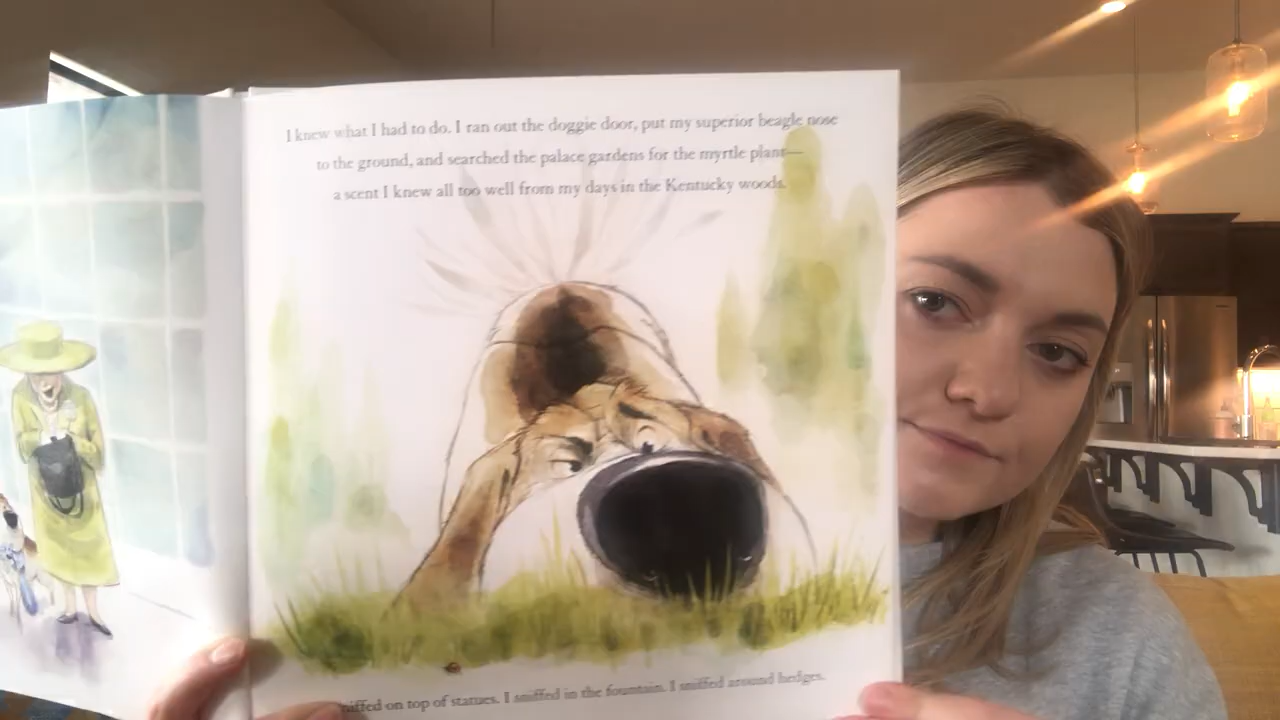 I knew what I had to do. I ran out the doggie door, put my superior beagle nose
to the ground, and searched the palace gardens for the myrtle plant—
a scent I knew all too well from my days in the Kentucky woods.
sniffed on top of statues. I sniffed in the fountain. I sniffed around hedges.